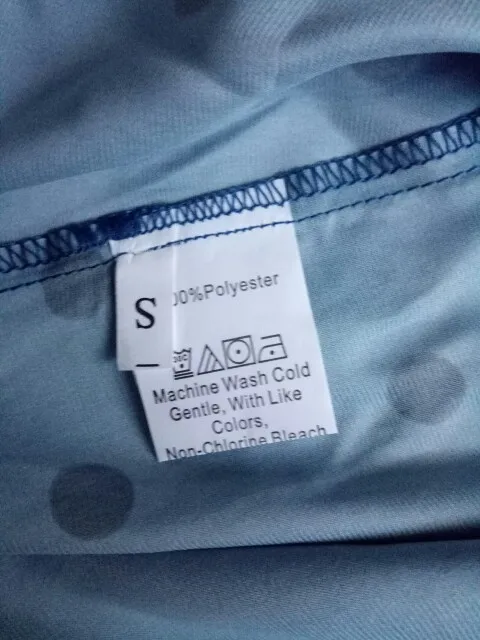 S
00%Polyester
Machine Wash Cold
Gentle, With Like
Colors,
Non-Chlorine Bleach